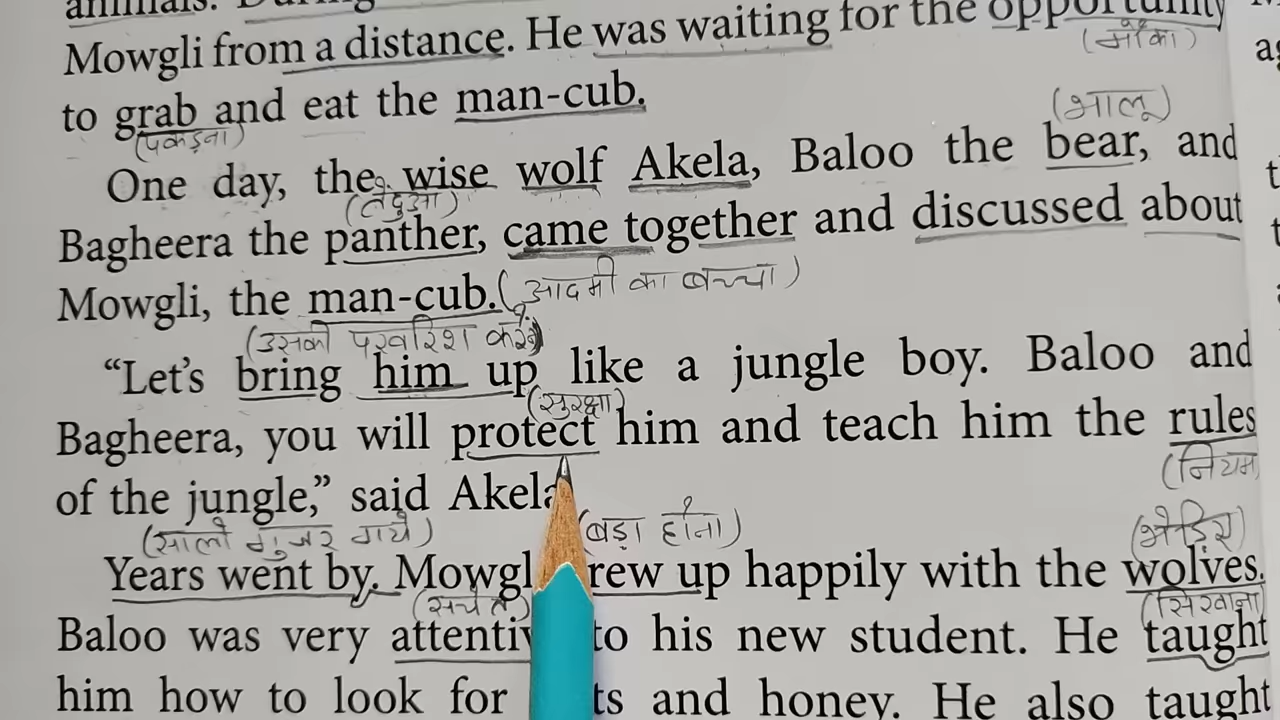 animals. During
Mowgli from a distance. He was waiting for the opportunity
(मौका)
to grab and eat the man-cub.
(पकड़ना)
(भालू)
One day, the wise wolf Akela, Baloo the bear, and
(तेंदुआ)
Bagheera the panther, came together and discussed about
Mowgli, the man-cub. (आदमी का बच्चा)
(उसकी परवरिश करे)
“Let’s bring him up like a jungle boy. Baloo and
(सुरक्षा)
Bagheera, you will protect him and teach him the rules
(नियम
of the jungle,” said Akela
(सालो गुजर गये) (बड़ा होना) (भेड़िए)
Years went by. Mowgl rew up happily with the wolves.
(सचेत) (सिखाना)
Baloo was very attentiv to his new student. He taught
him how to look for ts and honey. He also taught